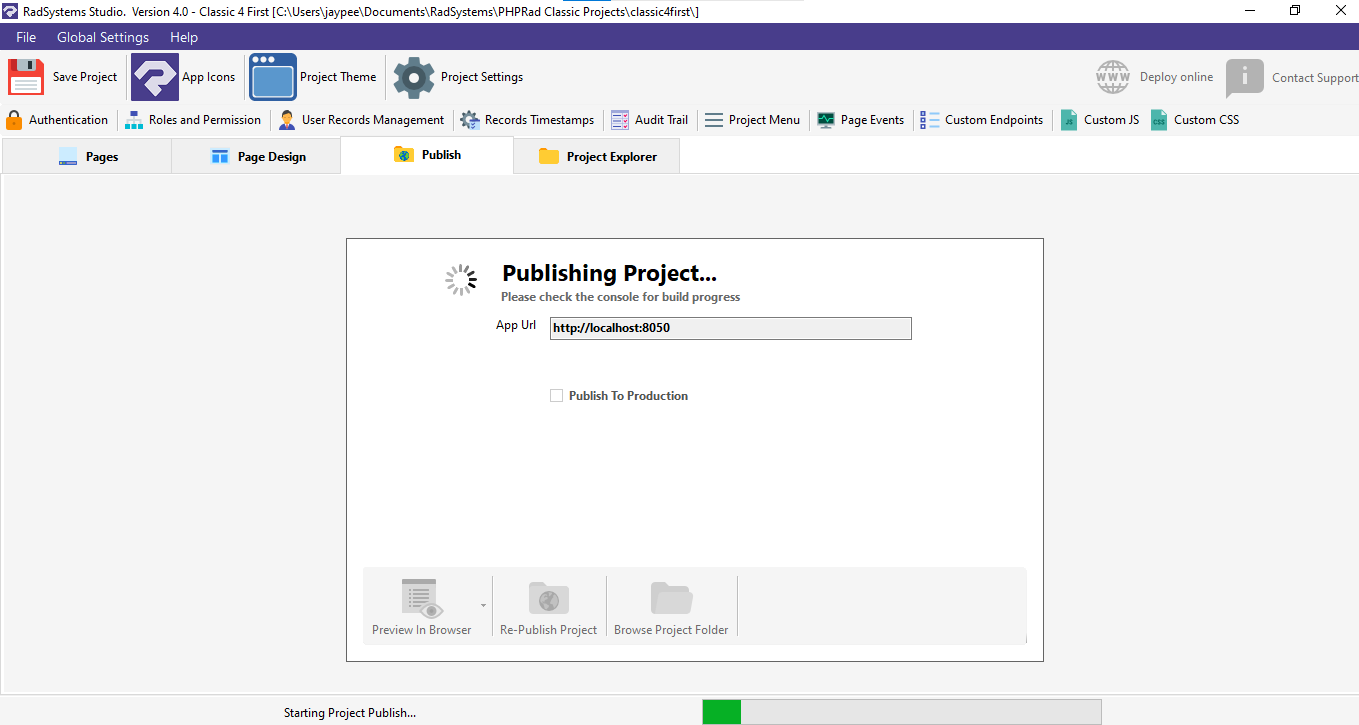 RadSystems Studio. Version 4.0 - Classic 4 First [C:\Users\jaypee\Documents\RadSystems\PHPRad Classic Projects\classic4first\]
File Global Settings Help
Save Project App Icons Project Theme Project Settings WWW Deploy online i Contact Support
Authentication Roles and Permission User Records Management Records Timestamps Audit Trail Project Menu Page Events Custom Endpoints JS Custom JS CSS Custom CSS
Pages Page Design Publish Project Explorer
Publishing Project...
Please check the console for build progress
App Url http://localhost:8050
Publish To Production
Preview In Browser Re-Publish Project Browse Project Folder
Starting Project Publish...